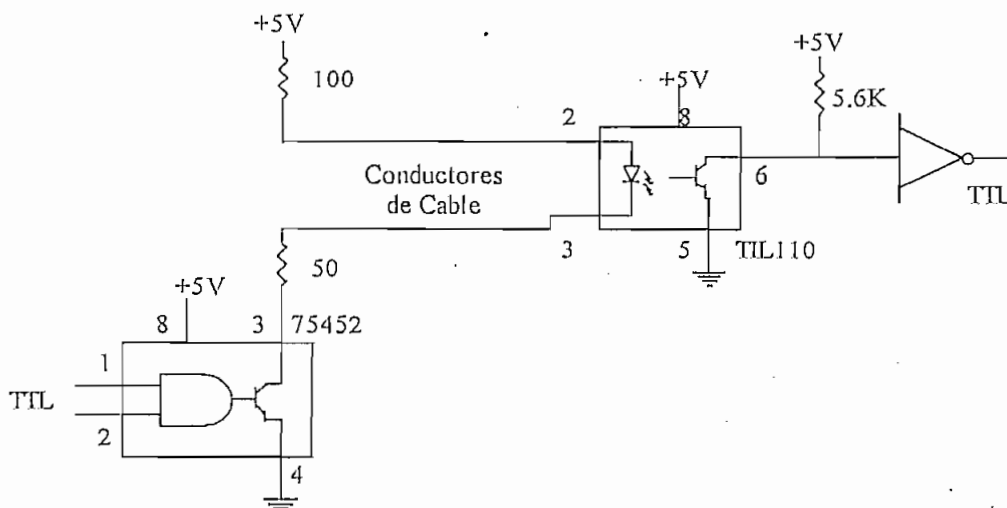 +5V
100
+5V
5.6K
+5V
2
8
6
TTL
Conductores
de Cable
3
5
TIL110
50
+5V
8
3
75452
1
TTL
2
4